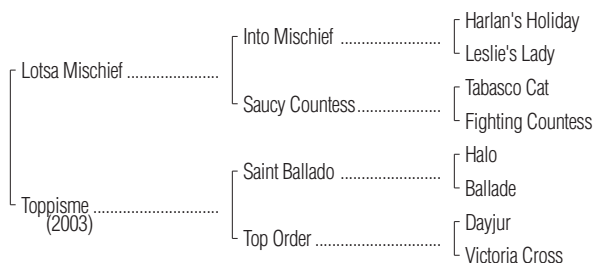 Harlan's Holiday
Into Mischief ....................
Leslie's Lady
Lotsa Mischief ....................
Tabasco Cat
Saucy Countess ....................
Fighting Countess
Halo
Saint Ballado ....................
Ballade
Toppisme ....................
(2003)
Dayjur
Top Order ....................
Victoria Cross